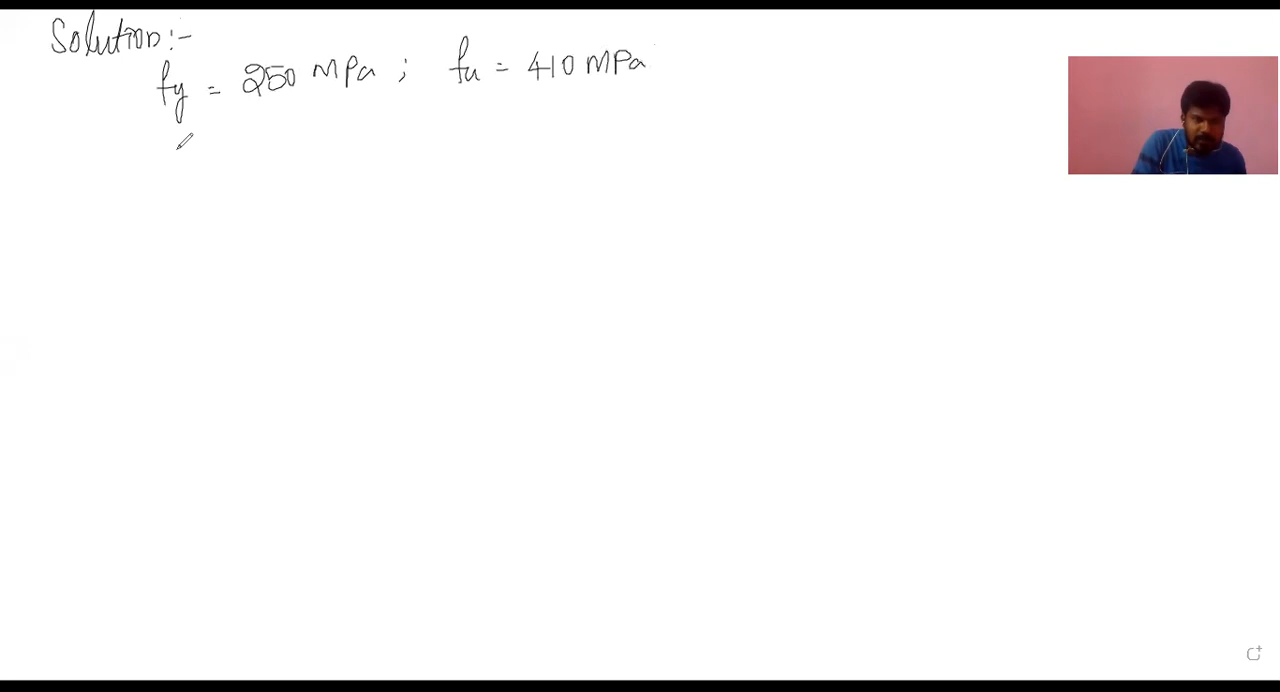 Solution:-
fy = 250 MPa ; fu = 410 MPa